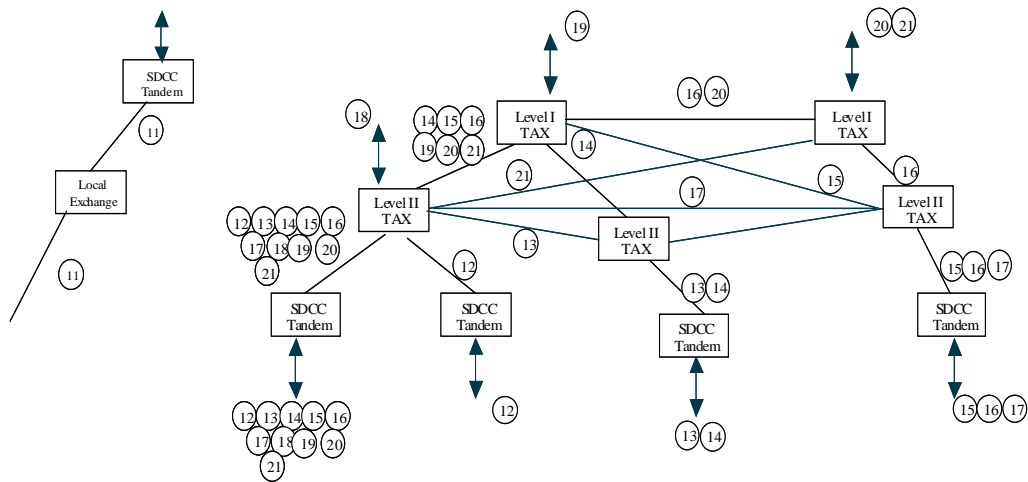 19
20 21
SDCC
Tandem
16 20
18
14 15 16
19 20 21
Level I
TAX
Level I
TAX
11
14
Local
Exchange
21
17
15
16
Level II
TAX
Level II
TAX
12 13 14 15 16
17 18 19 20
21
13
Level II
TAX
11
12
13 14
15 16 17
SDCC
Tandem
SDCC
Tandem
SDCC
Tandem
SDCC
Tandem
12 13 14 15 16
17 18 19 20
21
12
13 14
15 16 17